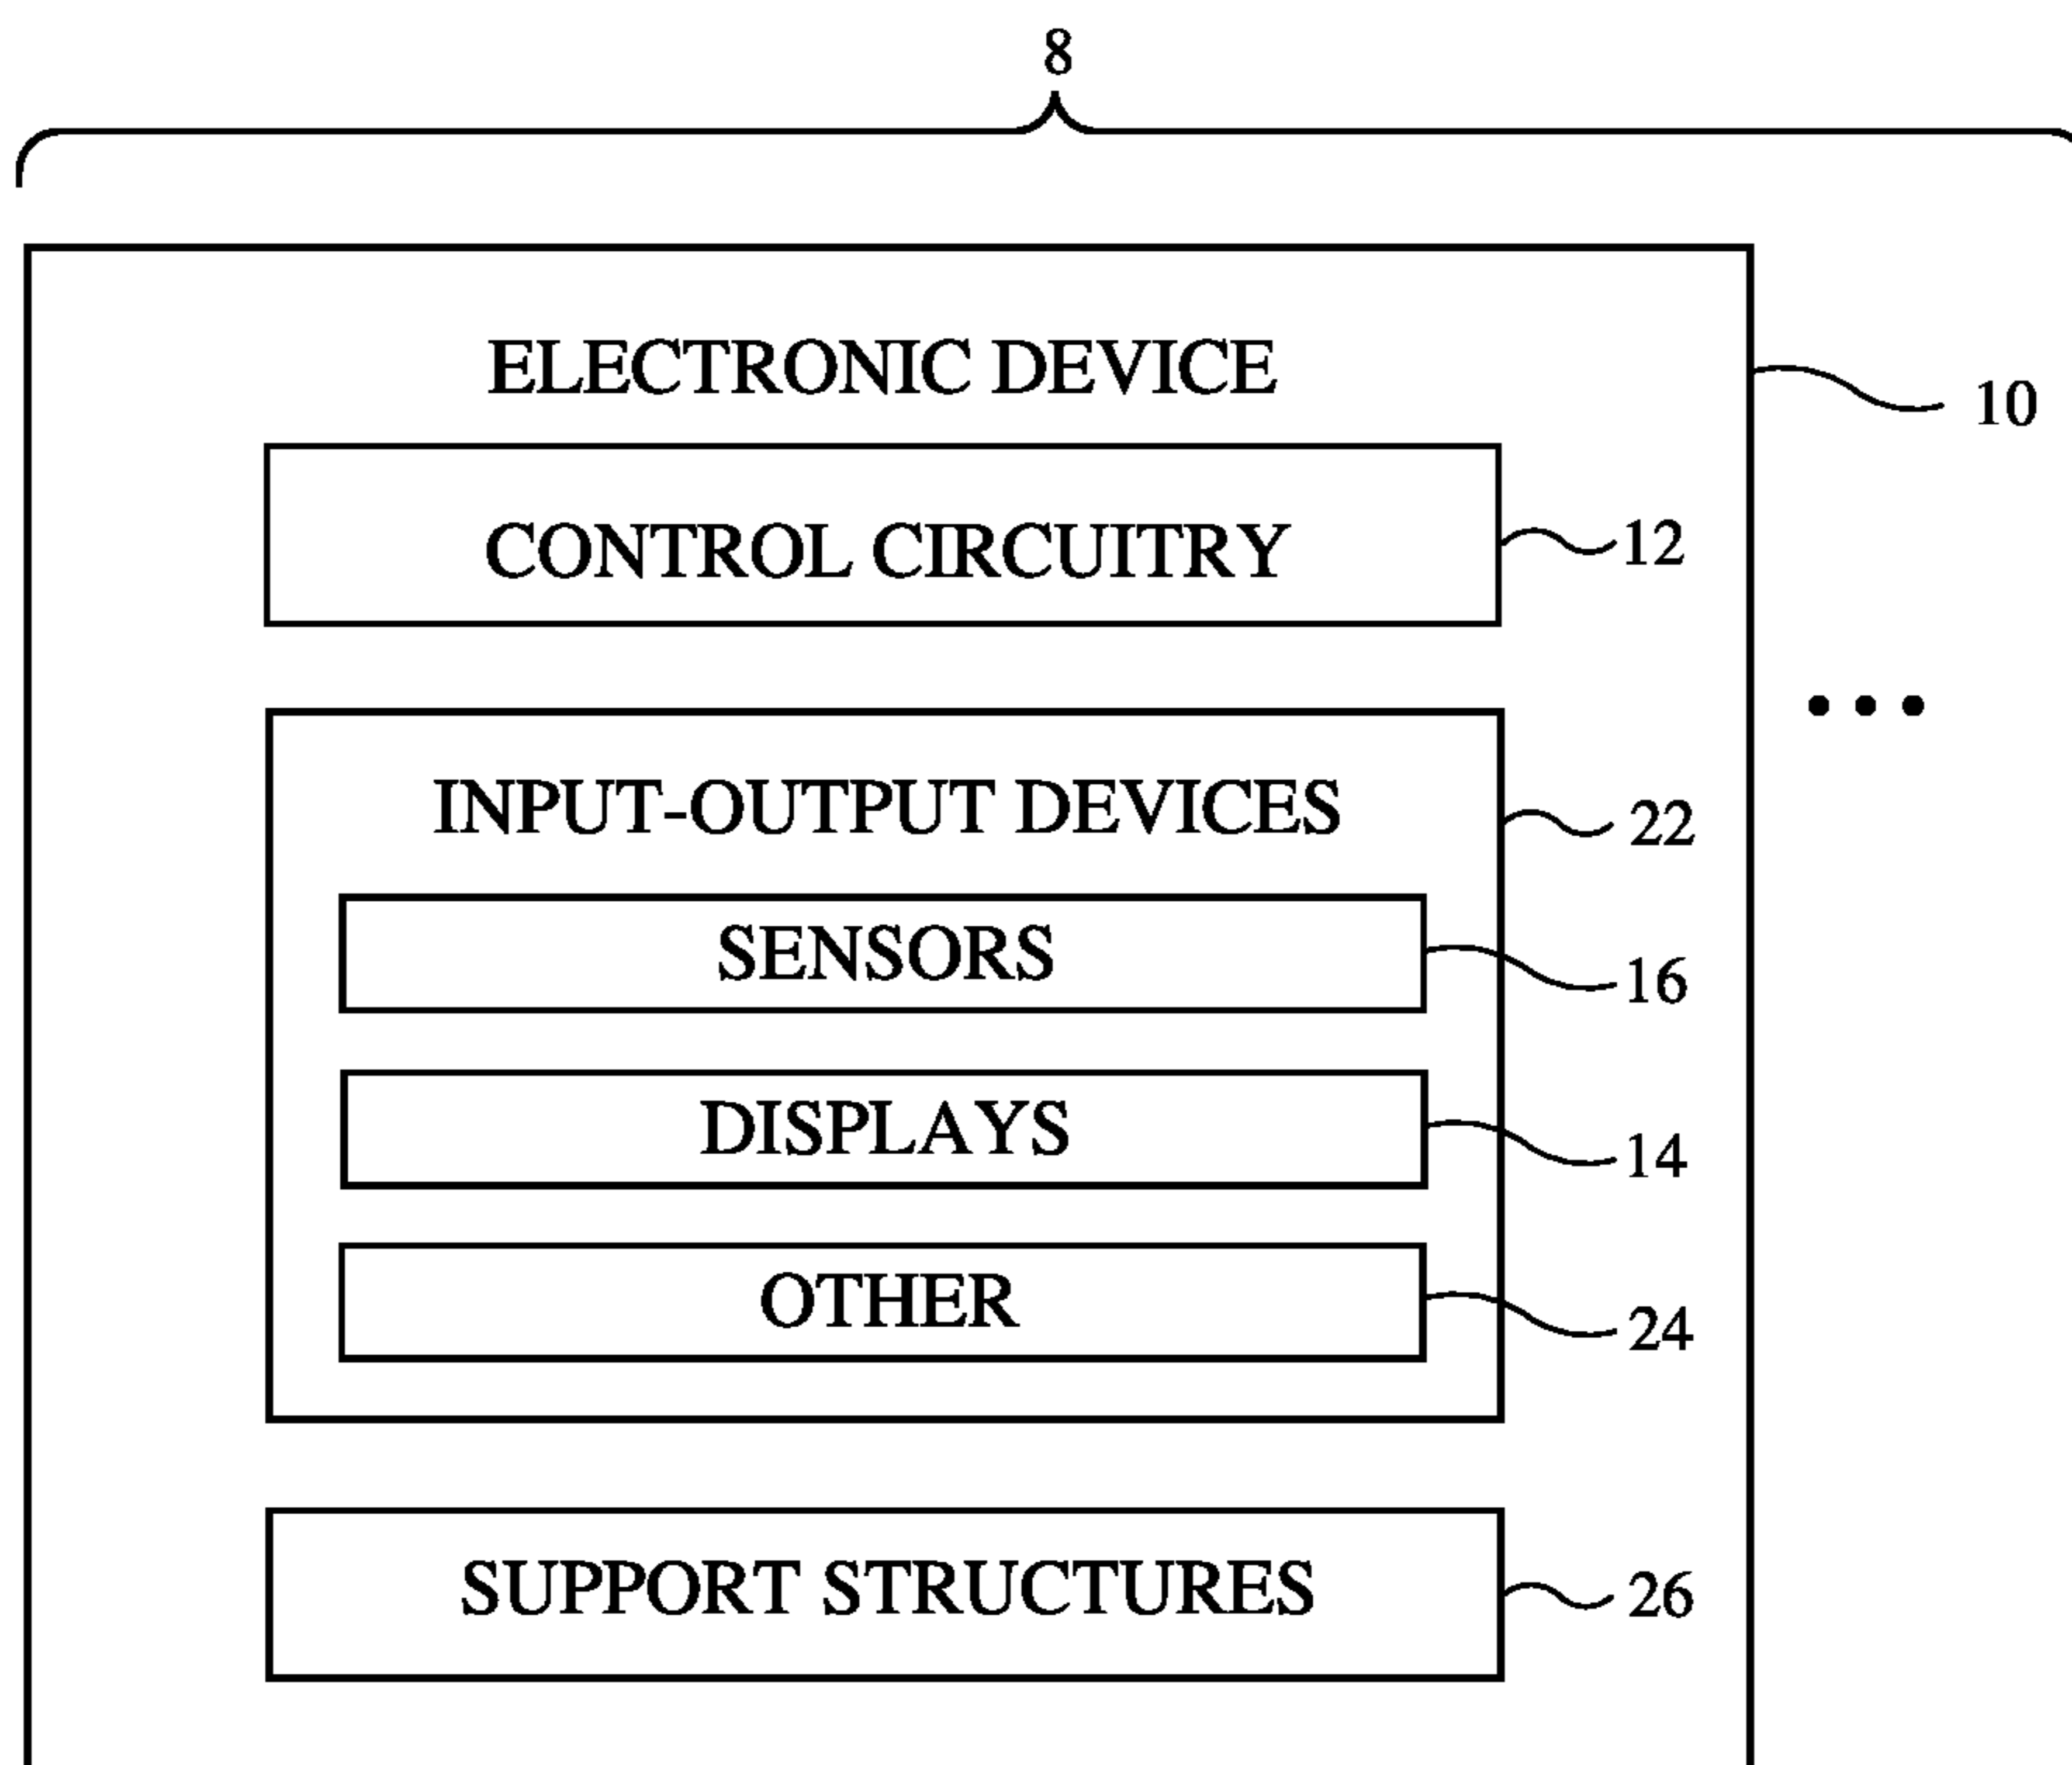 8
ELECTRONIC DEVICE
10
CONTROL CIRCUITRY
12
INPUT-OUTPUT DEVICES
22
SENSORS
16
DISPLAYS
14
OTHER
24
SUPPORT STRUCTURES
26